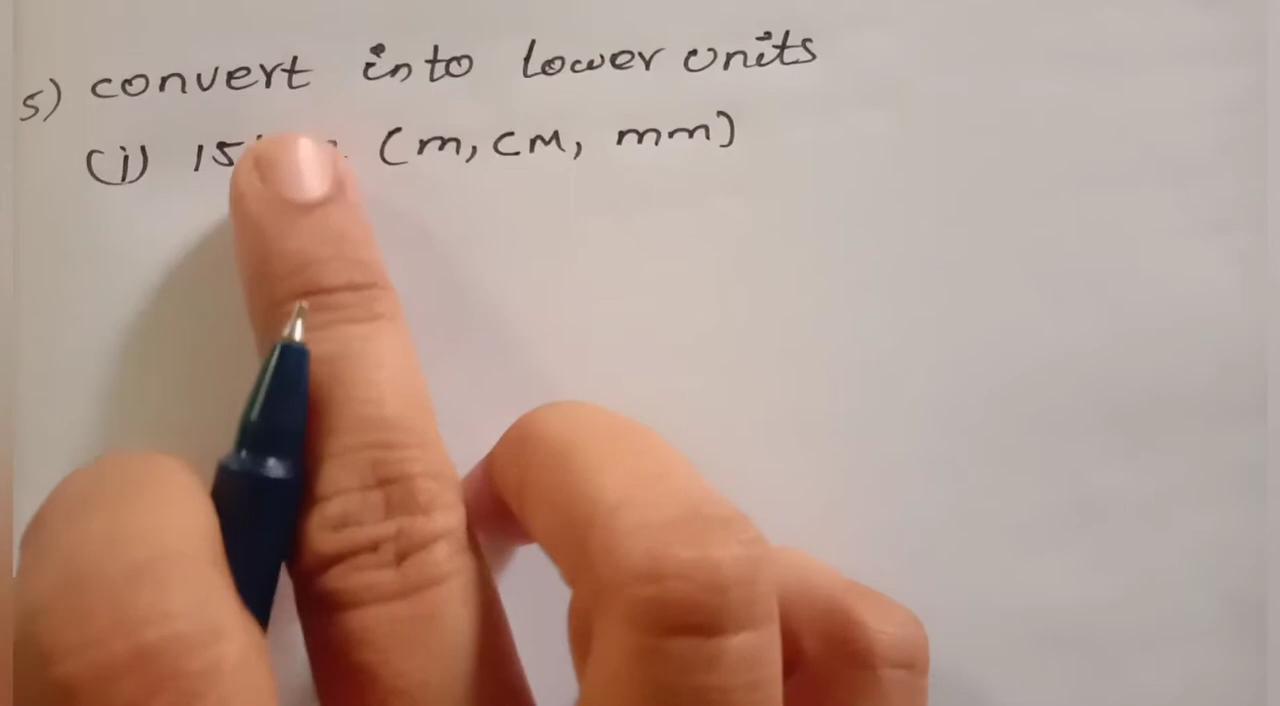 5) convert into lower units
(i) 15 (m, cm, mm)